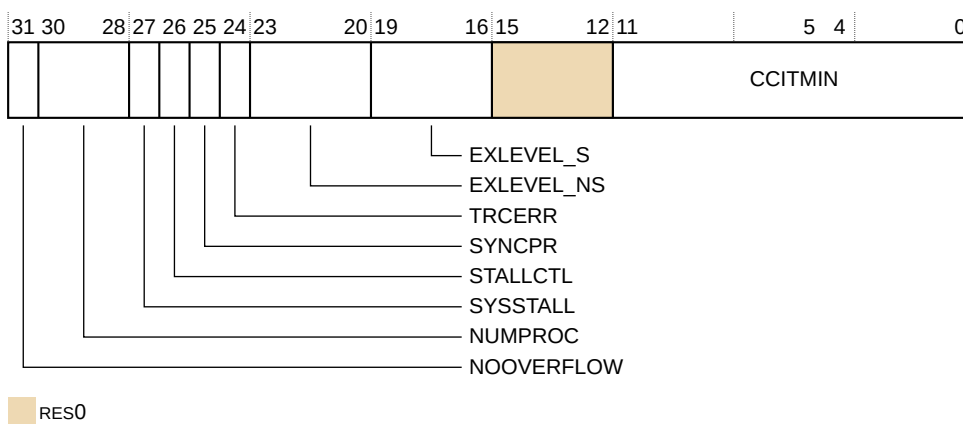 31 30 28 27 26 25 24 23 20 19 16 15 12 11 5 4 0
CCITMIN
EXLEVEL_S
EXLEVEL_NS
TRCERR
SYNCPR
STALLCTL
SYSSTALL
NUMPROC
NOOVERFLOW
RES0